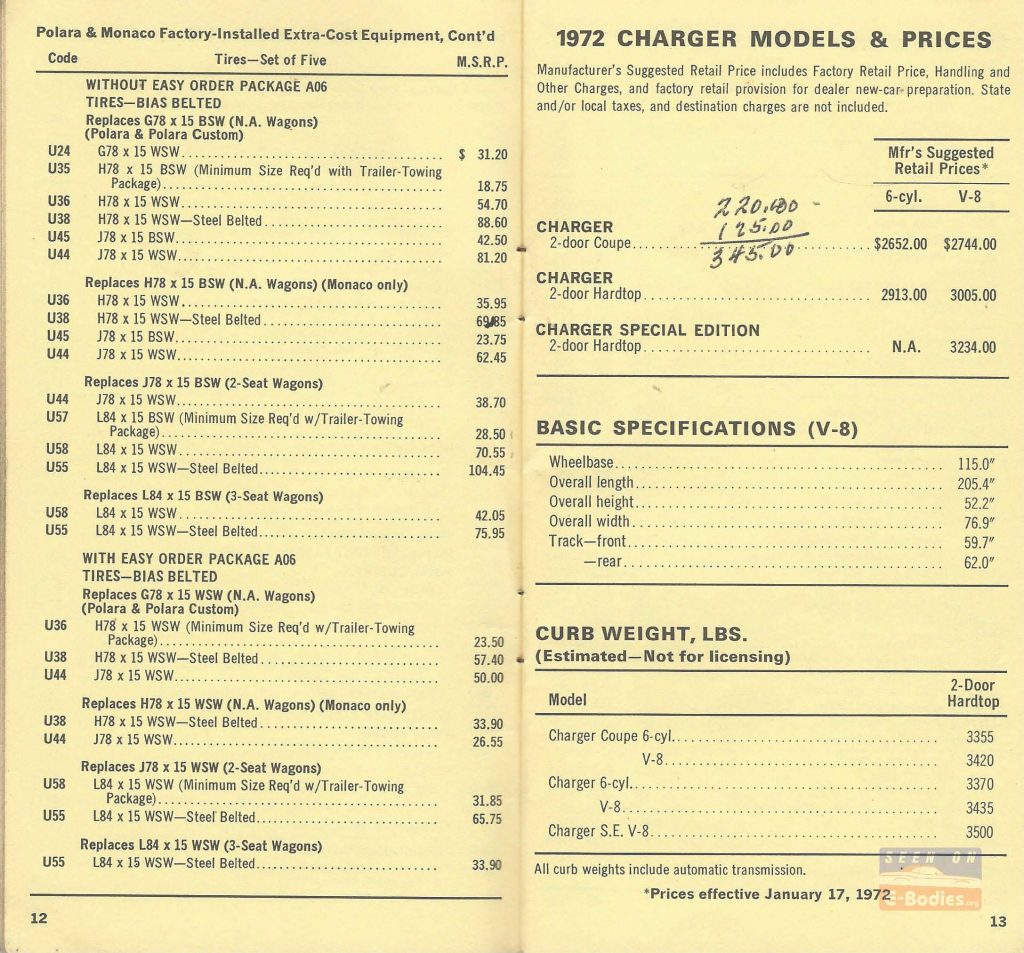 Polara & Monaco Factory-Installed Extra-Cost Equipment, Cont'd
Code Tires—Set of Five M.S.R.P.
WITHOUT EASY ORDER PACKAGE A06
TIRES—BIAS BELTED
Replaces G78 x 15 BSW (N.A. Wagons)
(Polara & Polara Custom)
U24 G78 x 15 WSW $ 31.20
U35 H78 x 15 BSW (Minimum Size Req'd with Trailer-Towing
Package) 18.75
U36 H78 x 15 WSW 54.70
U38 H78 x 15 WSW—Steel Belted 88.60
U45 J78 x 15 BSW 42.50
U44 J78 x 15 WSW 81.20
Replaces H78 x 15 BSW (N.A. Wagons) (Monaco only)
U36 H78 x 15 WSW 35.95
U38 H78 x 15 WSW—Steel Belted 69.85
U45 J78 x 15 BSW 23.75
U44 J78 x 15 WSW 62.45
Replaces J78 x 15 BSW (2-Seat Wagons)
U44 J78 x 15 WSW 38.70
U57 L84 x 15 BSW (Minimum Size Req'd w/Trailer-Towing
Package) 28.50
U58 L84 x 15 WSW 70.55
U55 L84 x 15 WSW—Steel Belted 104.45
Replaces L84 x 15 BSW (3-Seat Wagons)
U58 L84 x 15 WSW 42.05
U55 L84 x 15 WSW—Steel Belted 75.95
WITH EASY ORDER PACKAGE A06
TIRES—BIAS BELTED
Replaces G78 x 15 WSW (N.A. Wagons)
(Polara & Polara Custom)
U36 H78 x 15 WSW (Minimum Size Req'd w/Trailer-Towing
Package) 23.50
U38 H78 x 15 WSW—Steel Belted 57.40
U44 J78 x 15 WSW 50.00
Replaces H78 x 15 WSW (N.A. Wagons) (Monaco only)
U38 H78 x 15 WSW—Steel Belted 33.90
U44 J78 x 15 WSW 26.55
Replaces J78 x 15 WSW (2-Seat Wagons)
U58 L84 x 15 WSW (Minimum Size Req'd w/Trailer-Towing
Package) 31.85
U55 L84 x 15 WSW—Steel Belted 65.75
Replaces L84 x 15 WSW (3-Seat Wagons)
U55 L84 x 15 WSW—Steel Belted 33.90
12
1972 CHARGER MODELS & PRICES
Manufacturer's Suggested Retail Price includes Factory Retail Price, Handling and
Other Charges, and factory retail provision for dealer new-car preparation. State
and/or local taxes, and destination charges are not included.
Mfr's Suggested
Retail Prices*
6-cyl. V-8
220.00
125.00
345.00
CHARGER
2-door Coupe $2652.00 $2744.00
CHARGER
2-door Hardtop 2913.00 3005.00
CHARGER SPECIAL EDITION
2-door Hardtop N.A. 3234.00
BASIC SPECIFICATIONS (V-8)
Wheelbase 115.0″
Overall length 205.4″
Overall height 52.2″
Overall width 76.9″
Track—front 59.7″
—rear 62.0″
CURB WEIGHT, LBS.
(Estimated—Not for licensing)
2-Door
Model Hardtop
Charger Coupe 6-cyl. 3355
V-8 3420
Charger 6-cyl. 3370
V-8 3435
Charger S.E. V-8 3500
All curb weights include automatic transmission.
*Prices effective January 17, 1972
SEEN ON
E-Bodies.org
13